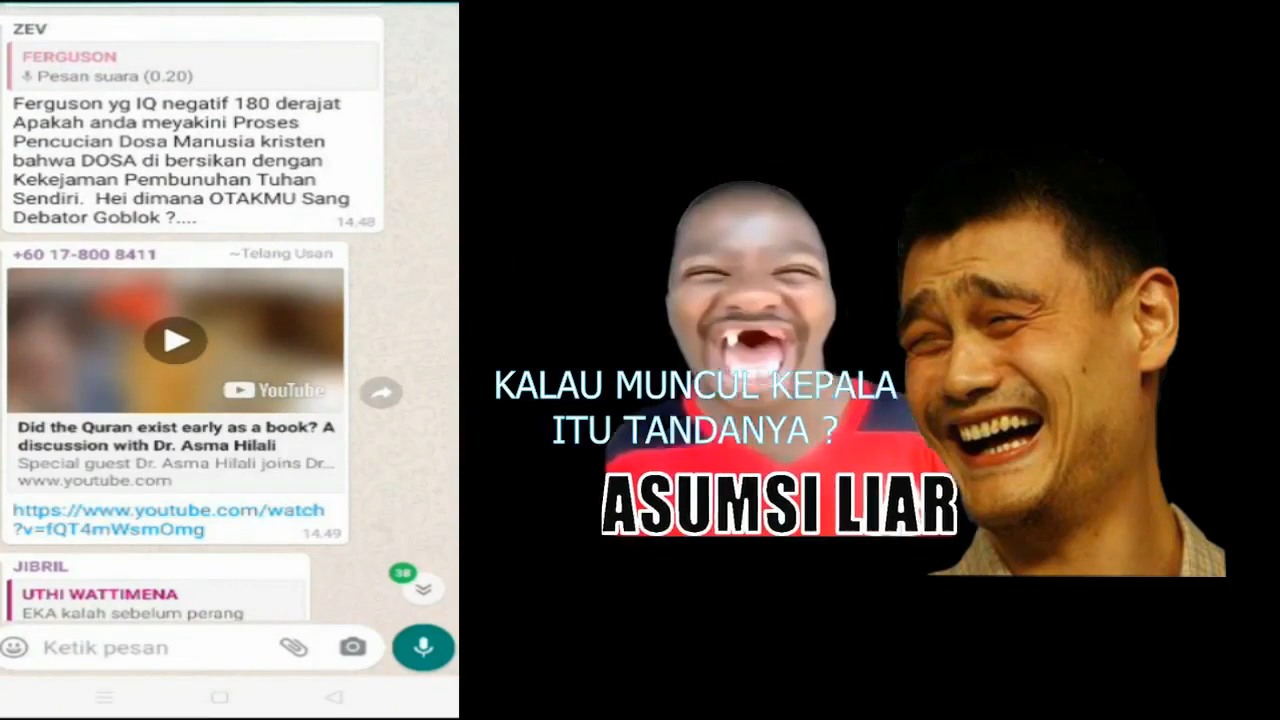 ZEV
FERGUSON
Pesan suara (0.20)
Ferguson yg IQ negatif 180 derajat
Apakah anda meyakini Proses
Pencucian Dosa Manusia kristen
bahwa DOSA di bersikan dengan
Kekejaman Pembunuhan Tuhan
Sendiri. Hei dimana OTAKMU Sang
Debator Goblok ?....
14.48
+60 17-800 8411 ~Telang Usan
YouTube
Did the Quran exist early as a book? A
discussion with Dr. Asma Hilali
Special guest Dr. Asma Hilali joins Dr...
www.youtube.com
https://www.youtube.com/watch
?v=fQT4mWsmOmg
14.49
JIBRIL
UTHI WATTIMENA
EKA kalah sebelum perang
38
Ketik pesan
KALAU MUNCUL KEPALA
ITU TANDANYA ?
ASUMSI LIAR